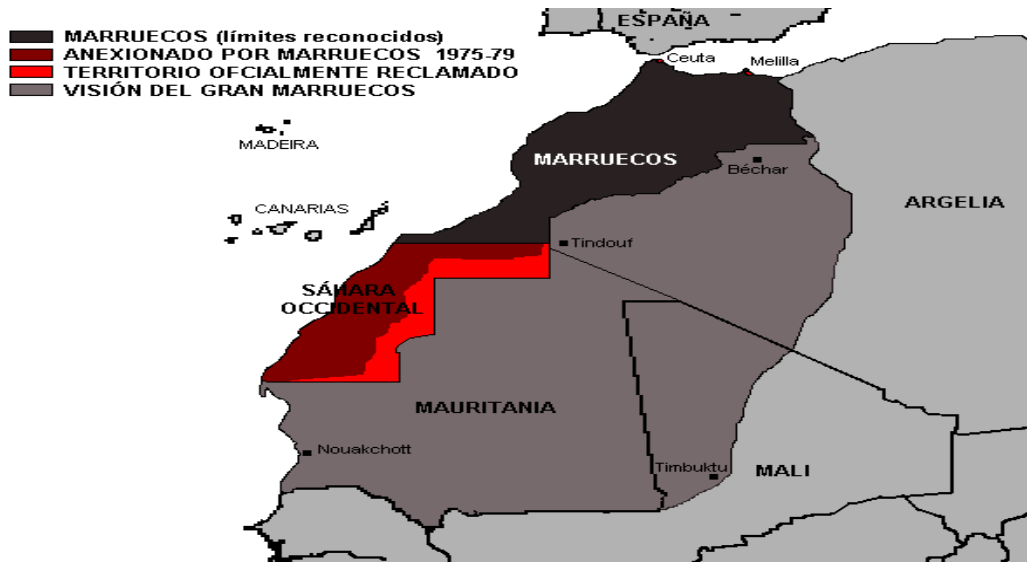 MARRUECOS (límites reconocidos)
ANEXIONADO POR MARRUECOS 1975-79
TERRITORIO OFCIALMENTE RECLAMADO
VISIÓN DEL GRAN MARRUECOS
ESPAÑA
Ceuta
Melilla
MADEIRA
MARRUECOS
Béchar
ARGELIA
CANARIAS
Tindouf
SÁHARA
OCCIDENTAL
MAURITANIA
Nouakchott
Timbuktu
MALI